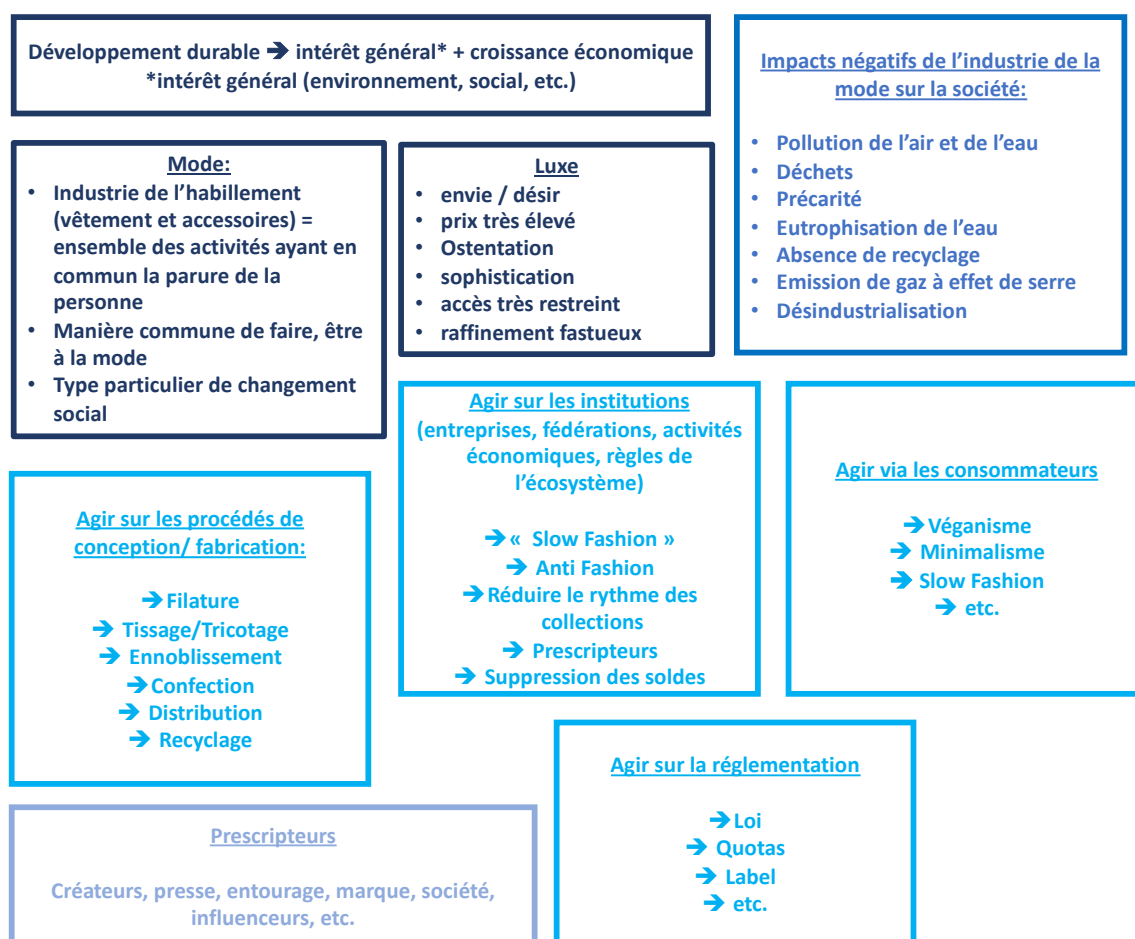 Développement durable ➔ intérêt général* + croissance économique
*intérêt général (environnement, social, etc.)
Impacts négatifs de l'industrie de la
mode sur la société:
• Pollution de l'air et de l'eau
• Déchets
• Précarité
• Eutrophisation de l'eau
• Absence de recyclage
• Emission de gaz à effet de serre
• Désindustrialisation
Mode:
• Industrie de l'habillement
(vêtement et accessoires) =
ensemble des activités ayant en
commun la parure de la
personne
• Manière commune de faire, être
à la mode
• Type particulier de changement
social
Luxe
• envie / désir
• prix très élevé
• Ostentation
• sophistication
• accès très restreint
• raffinement fastueux
Agir sur les institutions
(entreprises, fédérations, activités
économiques, règles de
l'écosystème)
➔ « Slow Fashion »
➔ Anti Fashion
➔ Réduire le rythme des
collections
➔ Prescripteurs
➔ Suppression des soldes
Agir via les consommateurs
➔ Véganisme
➔ Minimalisme
➔ Slow Fashion
➔ etc.
Agir sur les procédés de
conception/ fabrication:
➔ Filature
➔ Tissage/Tricotage
➔ Ennoblissement
➔ Confection
➔ Distribution
➔ Recyclage
Agir sur la réglementation
➔ Loi
➔ Quotas
➔ Label
➔ etc.
Prescripteurs
Créateurs, presse, entourage, marque, société,
influenceurs, etc.